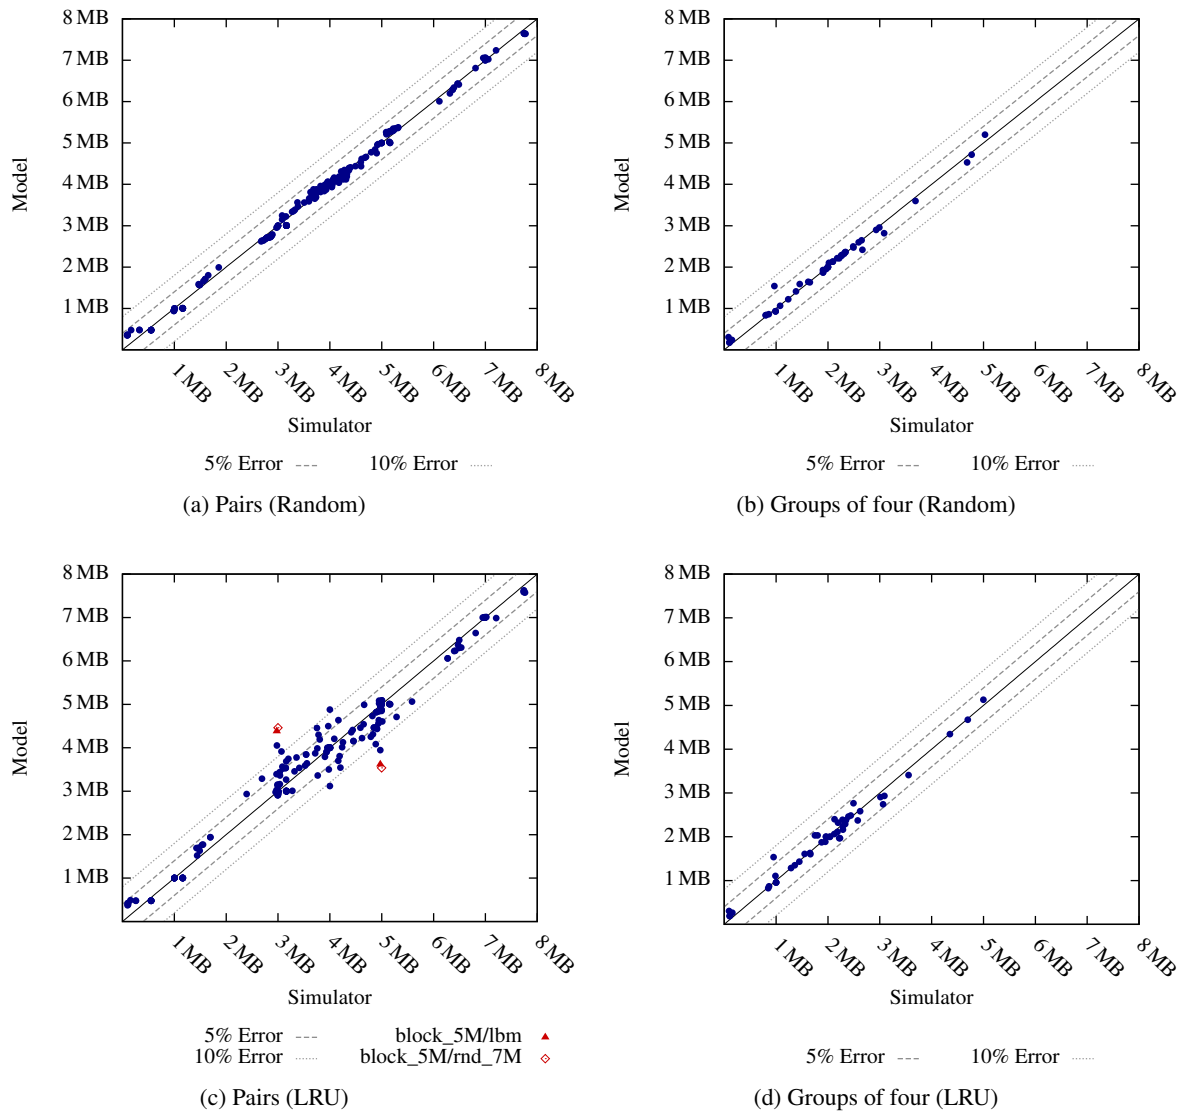 8 MB
7 MB
6 MB
5 MB
4 MB
3 MB
2 MB
1 MB
Model
1 MB 2 MB 3 MB 4 MB 5 MB 6 MB 7 MB 8 MB
Simulator
5% Error 10% Error
(a) Pairs (Random)
8 MB
7 MB
6 MB
5 MB
4 MB
3 MB
2 MB
1 MB
Model
1 MB 2 MB 3 MB 4 MB 5 MB 6 MB 7 MB 8 MB
Simulator
5% Error 10% Error
(b) Groups of four (Random)
8 MB
7 MB
6 MB
5 MB
4 MB
3 MB
2 MB
1 MB
Model
1 MB 2 MB 3 MB 4 MB 5 MB 6 MB 7 MB 8 MB
Simulator
5% Error block_5M/lbm
10% Error block_5M/rnd_7M
(c) Pairs (LRU)
8 MB
7 MB
6 MB
5 MB
4 MB
3 MB
2 MB
1 MB
Model
1 MB 2 MB 3 MB 4 MB 5 MB 6 MB 7 MB 8 MB
Simulator
5% Error 10% Error
(d) Groups of four (LRU)